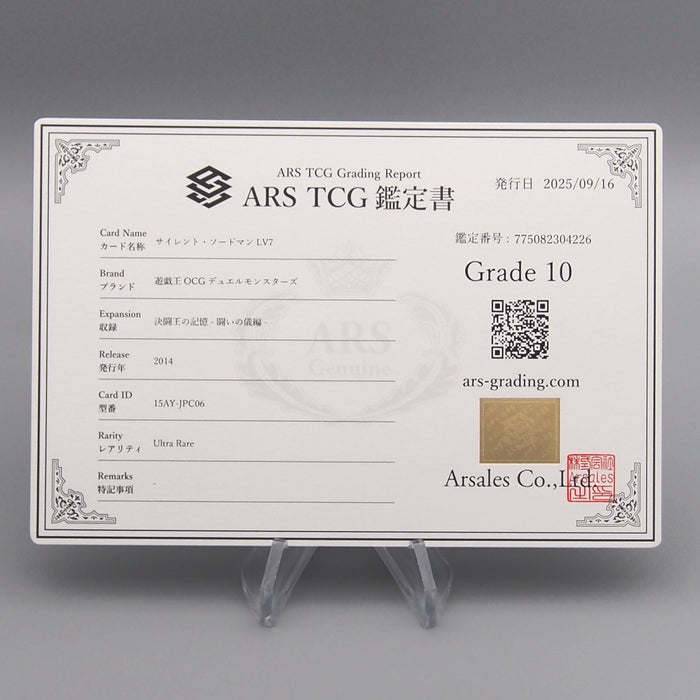 ARS TCG Grading Report
ARS TCG 鑑定書
発行日 2025/09/16
Card Name
カード名称 サイレント・ソードマン LV7
Brand
ブランド 遊戯王 OCG デュエルモンスターズ
Expansion
収録 決闘王の記憶 - 闘いの儀編 -
Release
発行年 2014
Card ID
型番 15AY-JPC06
Rarity
レアリティ Ultra Rare
Remarks
特記事項 -
鑑定番号 : 775082304226
Grade 10
ars-grading.com
Arsales Co.,Ltd.
ARS
Genuine
株式会社
Arsales